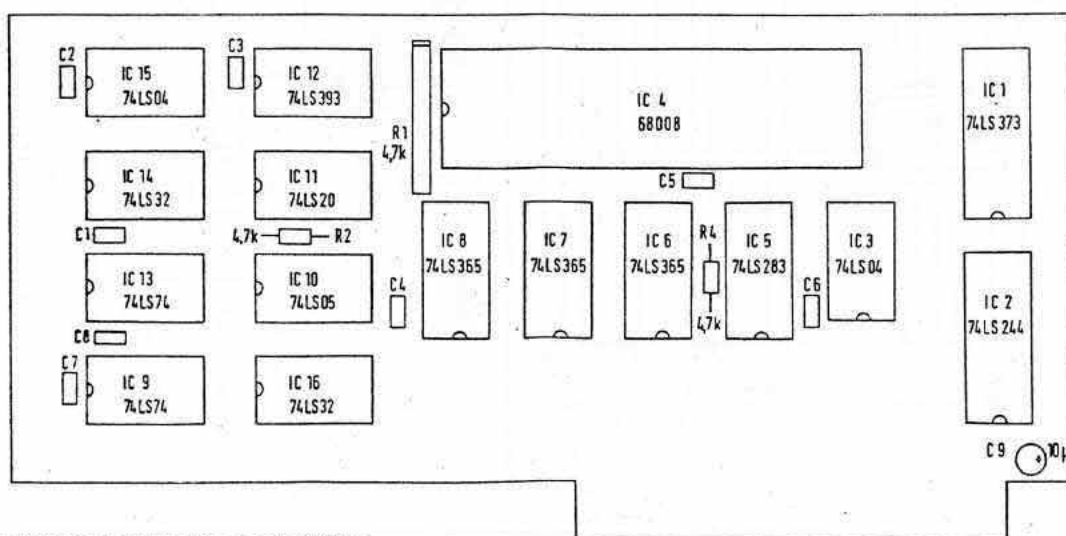 C2
IC 15
74LS04
C3
IC 12
74LS393
R1
4,7k
IC 4
68008
IC 1
74LS373
IC 14
74LS32
IC 11
74LS20
C5
C1
4,7k
R2
IC 8
74LS365
IC 7
74LS365
IC 6
74LS365
R4
4,7k
IC 5
74LS283
IC 3
74LS04
IC 13
74LS74
IC 10
74LS05
C4
C6
IC 2
74LS244
C8
C7
IC 9
74LS74
IC 16
74LS32
C9
+
10µ